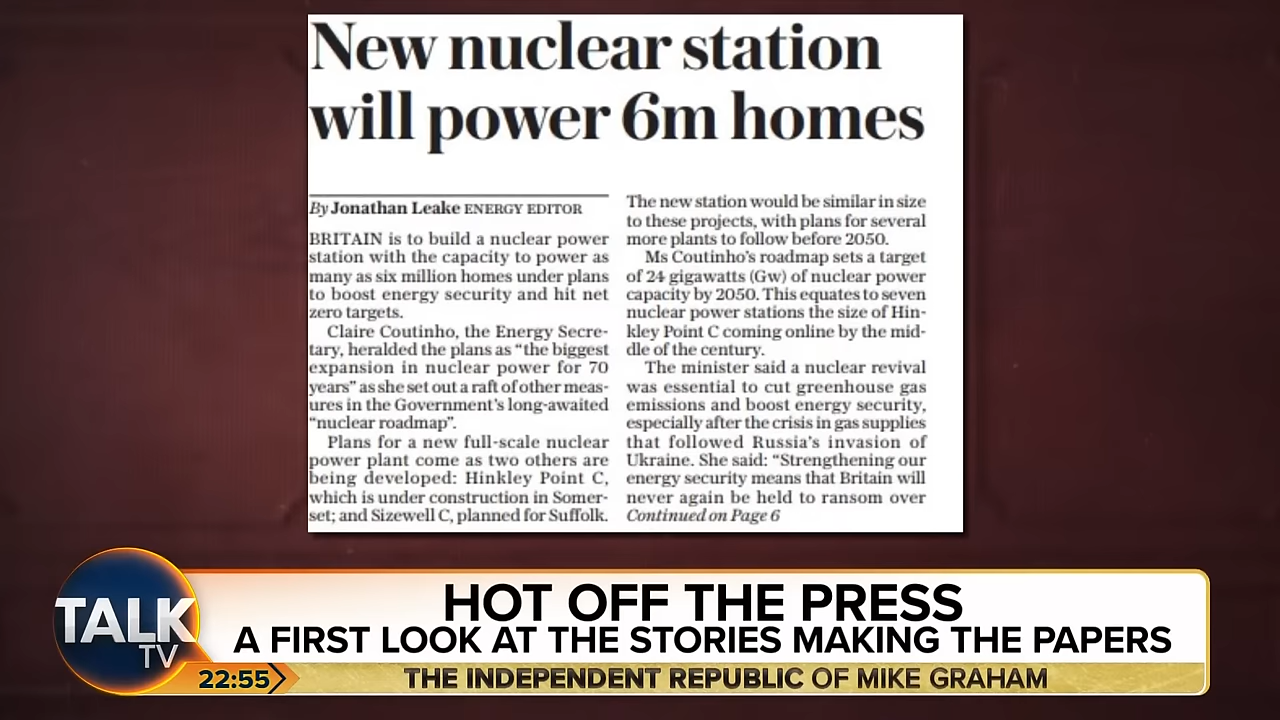 New nuclear station
will power 6m homes
By Jonathan Leake ENERGY EDITOR
BRITAIN is to build a nuclear power
station with the capacity to power as
many as six million homes under plans
to boost energy security and hit net
zero targets.
Claire Coutinho, the Energy Secre-
tary, heralded the plans as “the biggest
expansion in nuclear power for 70
years” as she set out a raft of other meas-
ures in the Government’s long-awaited
“nuclear roadmap”.
Plans for a new full-scale nuclear
power plant come as two others are
being developed: Hinkley Point C,
which is under construction in Somer-
set; and Sizewell C, planned for Suffolk.
The new station would be similar in size
to these projects, with plans for several
more plants to follow before 2050.
Ms Coutinho’s roadmap sets a target
of 24 gigawatts (Gw) of nuclear power
capacity by 2050. This equates to seven
nuclear power stations the size of Hin-
kley Point C coming online by the mid-
dle of the century.
The minister said a nuclear revival
was essential to cut greenhouse gas
emissions and boost energy security,
especially after the crisis in gas supplies
that followed Russia’s invasion of
Ukraine. She said: “Strengthening our
energy security means that Britain will
never again be held to ransom over
Continued on Page 6
HOT OFF THE PRESS
A FIRST LOOK AT THE STORIES MAKING THE PAPERS
TALK
TV
22:55
THE INDEPENDENT REPUBLIC OF MIKE GRAHAM